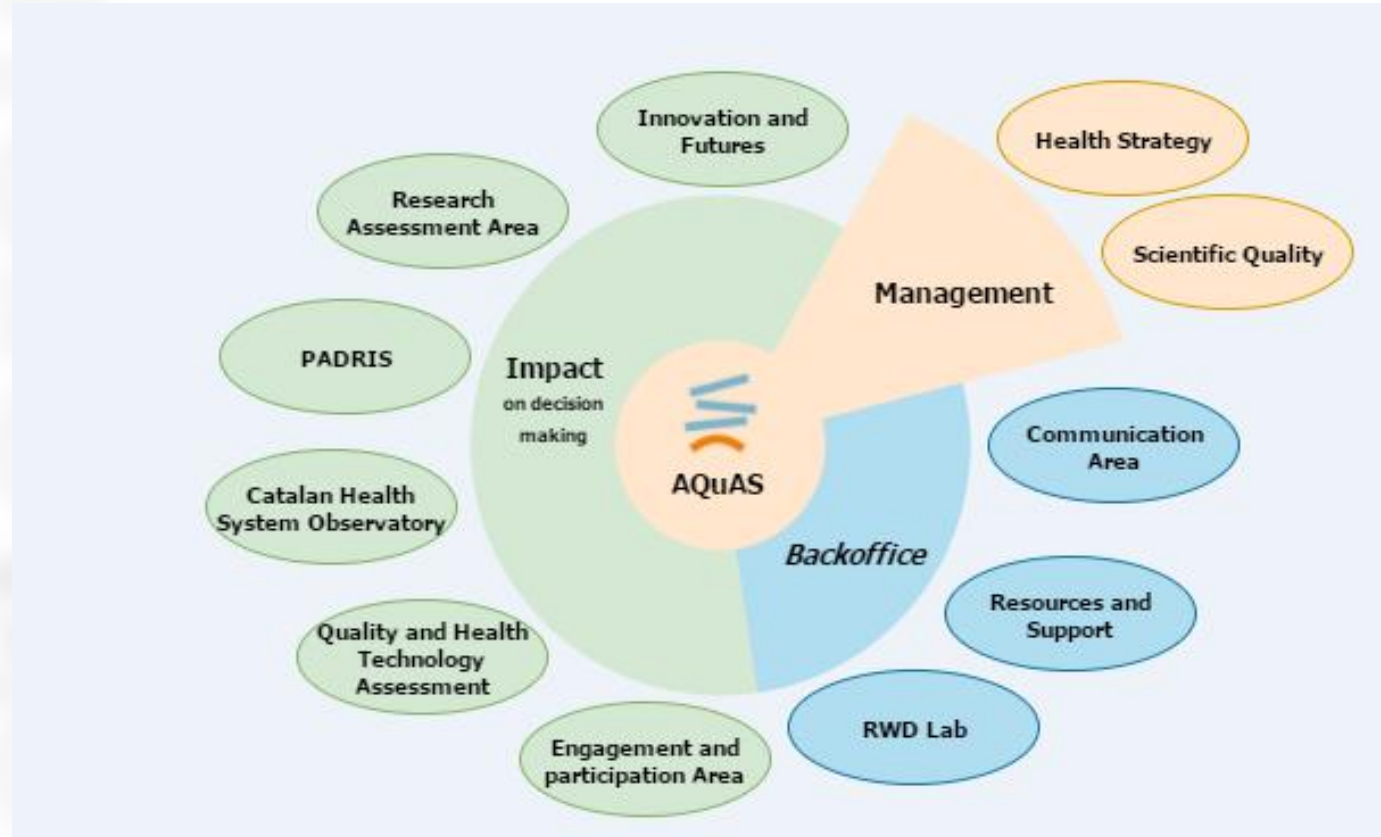 Innovation and
Futures
Health Strategy
Research
Assessment Area
Scientific Quality
Management
PADRIS
Impact
on decision
making
Communication
Area
AQuAS
Catalan Health
System Observatory
Backoffice
Resources and
Support
Quality and Health
Technology
Assessment
RWD Lab
Engagement and
participation Area